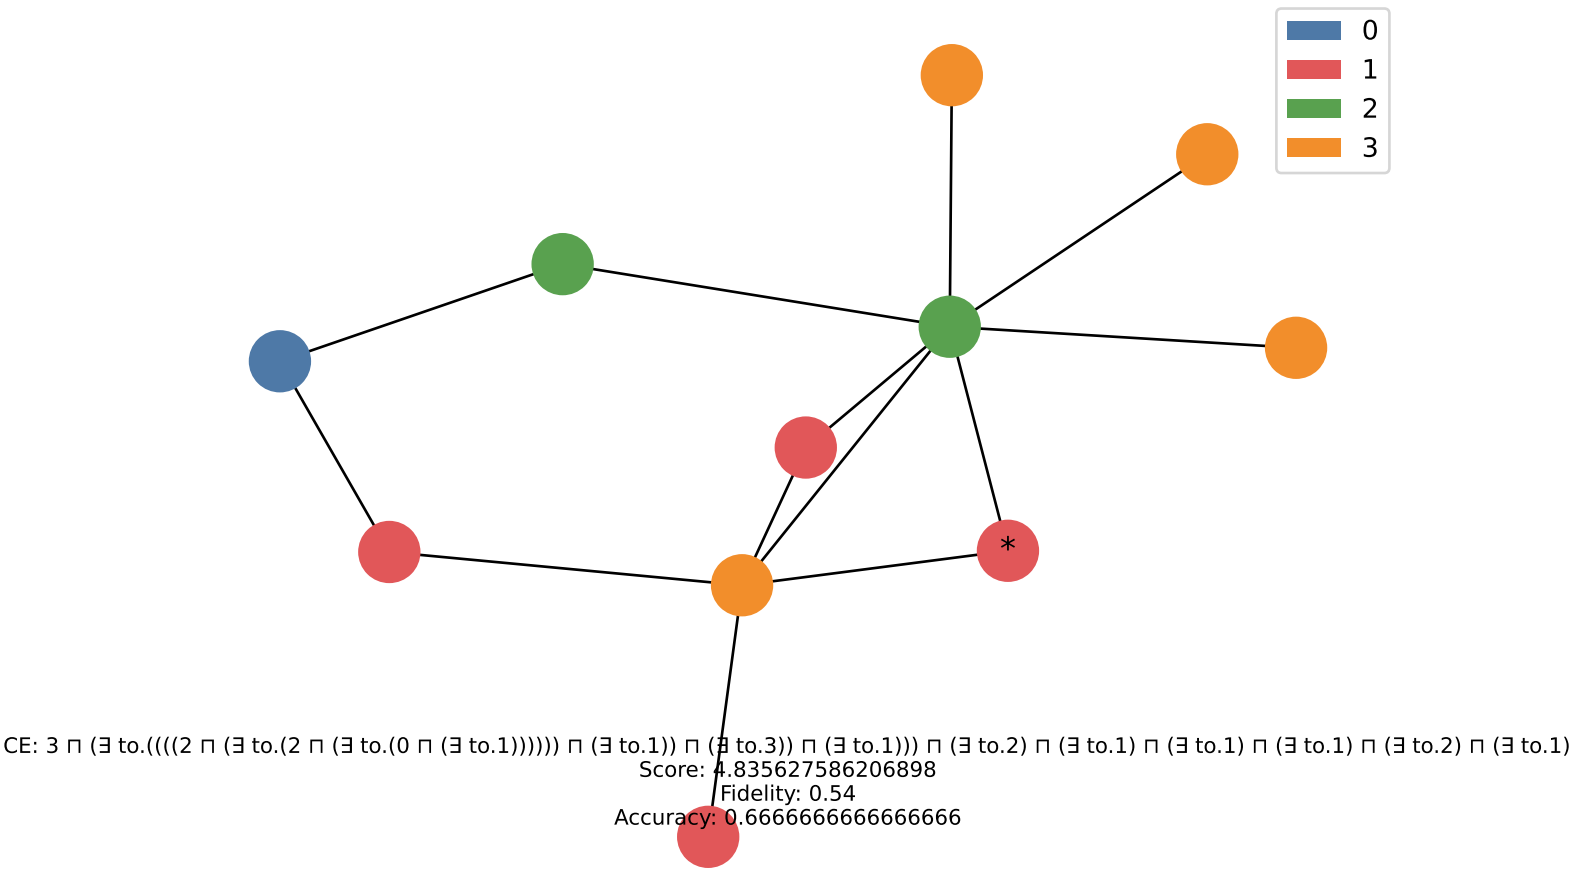 0
1
2
3
*
CE: 3 ⊓ (∃ to.((((2 ⊓ (∃ to.(2 ⊓ (∃ to.(0 ⊓ (∃ to.1)))))) ⊓ (∃ to.1)) ⊓ (∃ to.3)) ⊓ (∃ to.1))) ⊓ (∃ to.2) ⊓ (∃ to.1) ⊓ (∃ to.1) ⊓ (∃ to.1) ⊓ (∃ to.2) ⊓ (∃ to.1)
Score: 4.835627586206898
Fidelity: 0.54
Accuracy: 0.6666666666666666